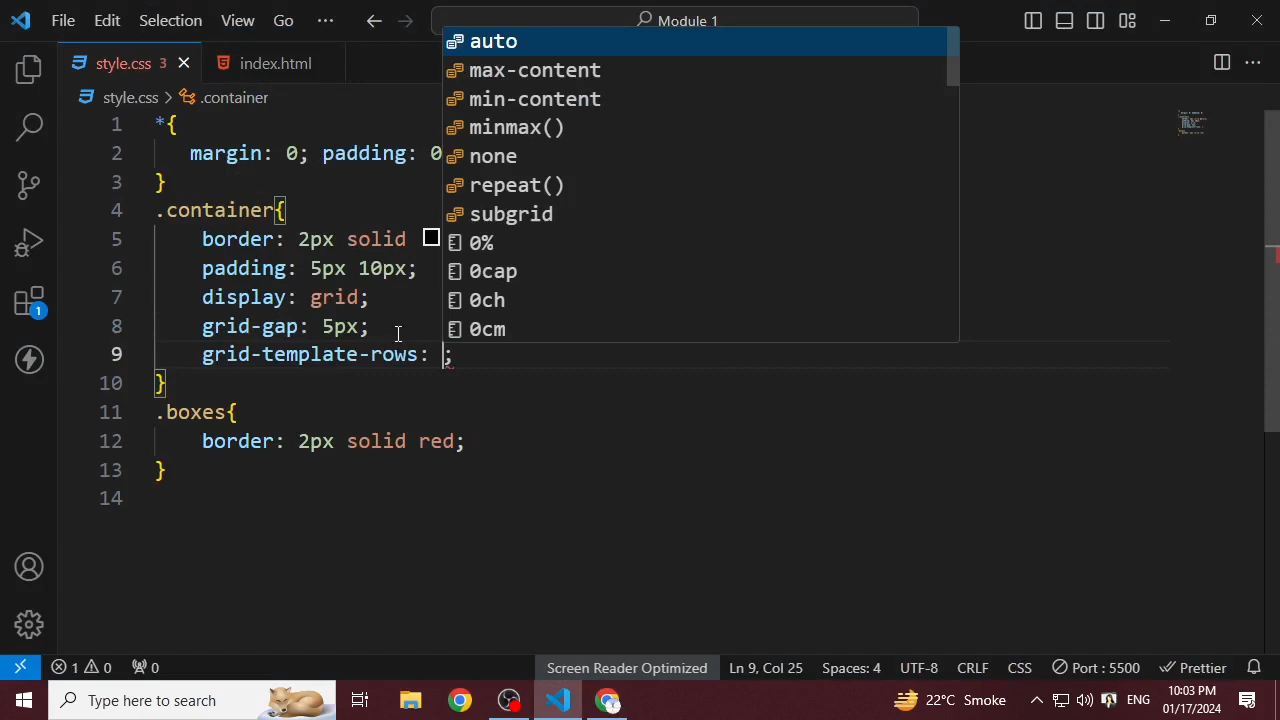 File Edit Selection View Go ··· Module 1
style.css 3 index.html
style.css > .container
1 *{
2 margin: 0; padding: 0
3 }
4 .container{
5 border: 2px solid
6 padding: 5px 10px;
7 display: grid;
8 grid-gap: 5px;
9 grid-template-rows: ;
10 }
11 .boxes{
12 border: 2px solid red;
13 }
14
auto
max-content
min-content
minmax()
none
repeat()
subgrid
0%
0cap
0ch
0cm
1
1 0 0 Screen Reader Optimized Ln 9, Col 25 Spaces: 4 UTF-8 CRLF CSS Port : 5500 Prettier
Type here to search 22°C Smoke ENG 10:03 PM
01/17/2024